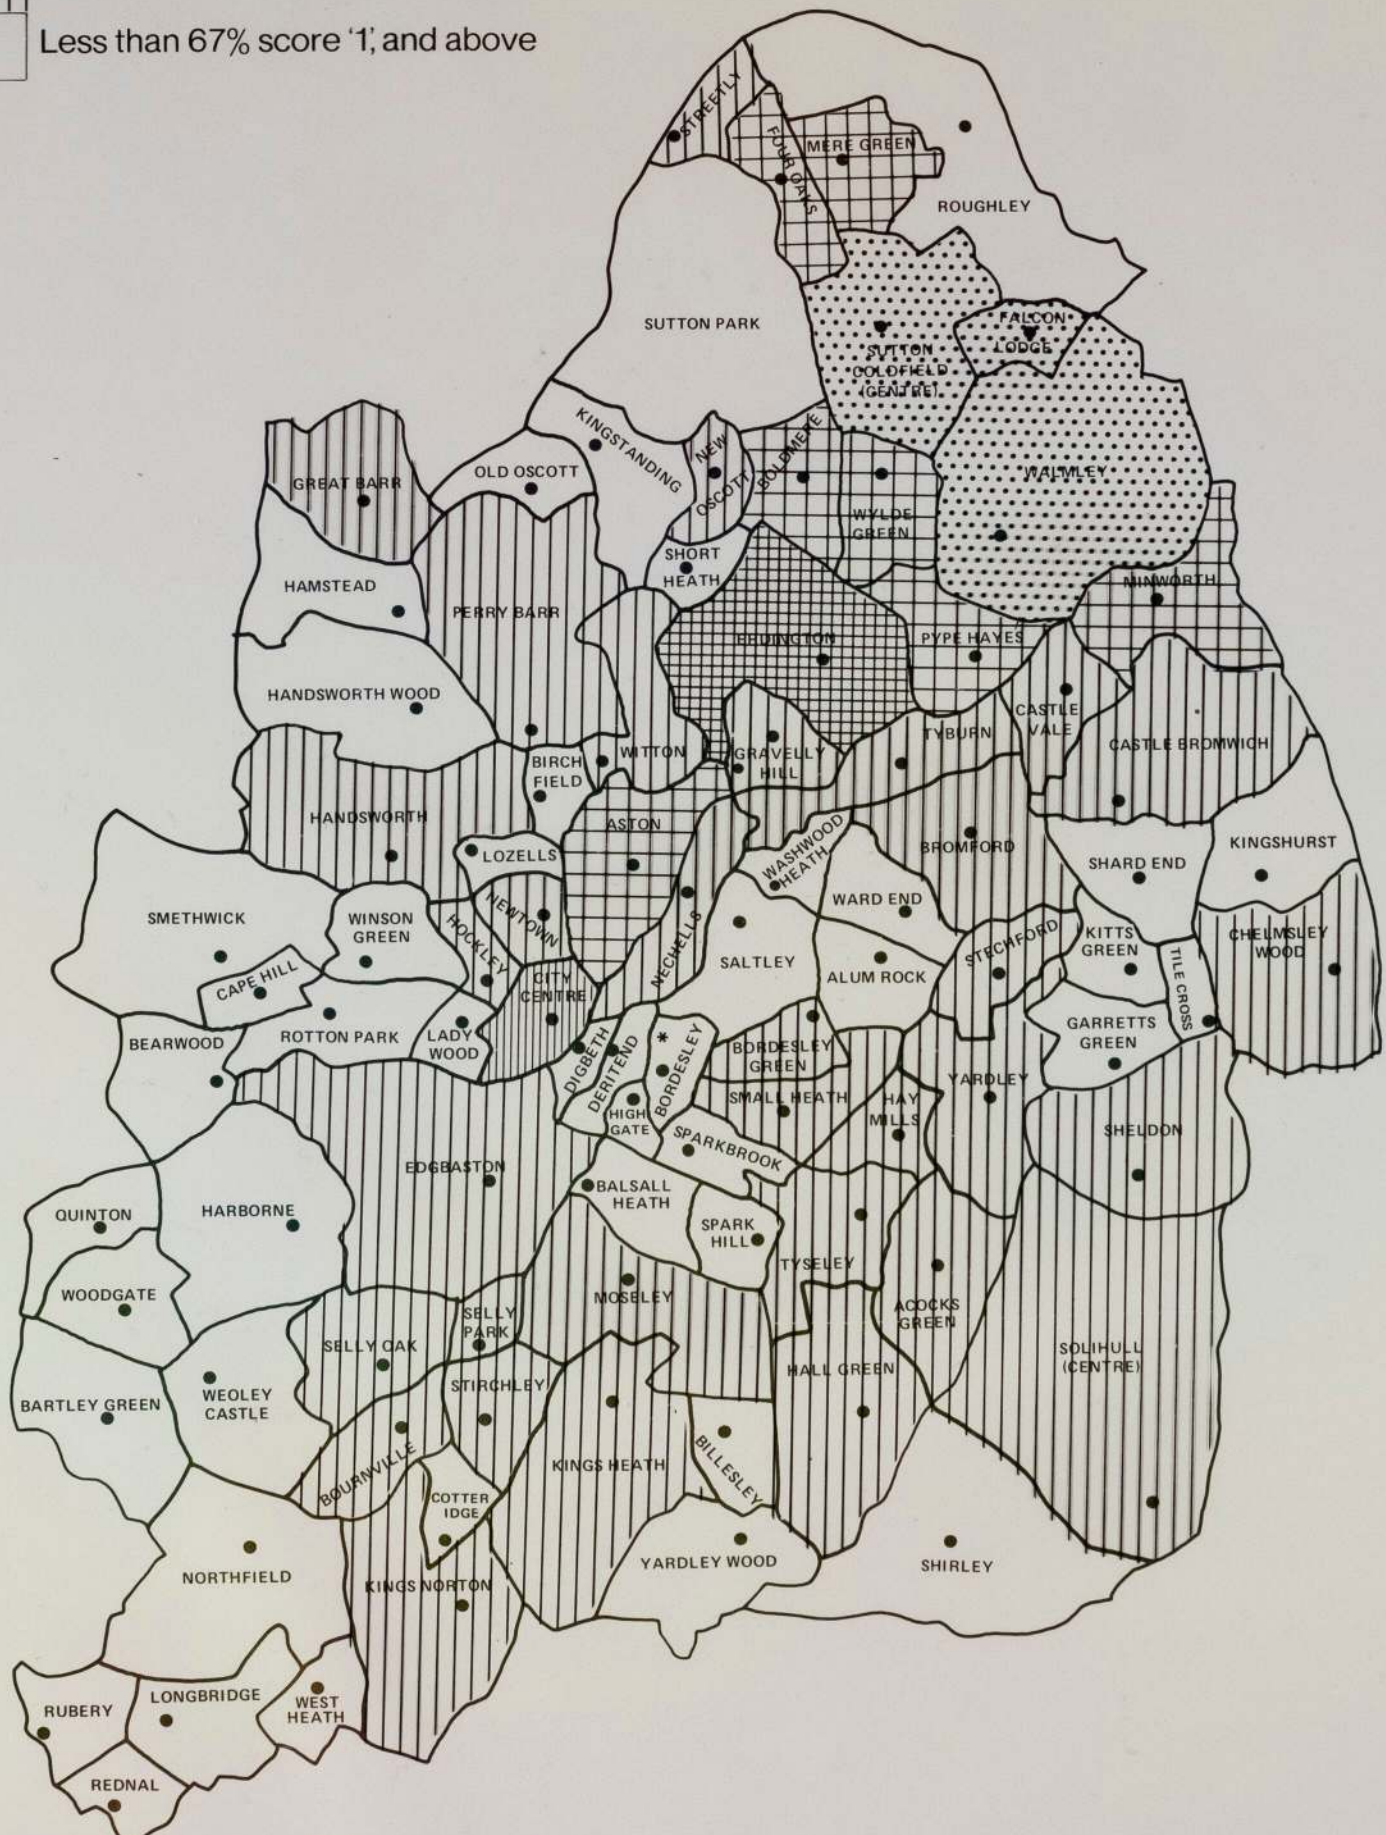 Less than 67% score ‘1’, and above
STREETLY
FOUR OAKS
MERE GREEN
ROUGHLEY
SUTTON PARK
SUTTON
COLDFIELD
(CENTRE)
FALCON
LODGE
KINGSTANDING
NEW
OSCOTT
BOLDMERE
OLD OSCOTT
WALMLEY
GREAT BARR
WYLDE
GREEN
SHORT
HEATH
HAMSTEAD
MINWORTH
PERRY BARR
ERDINGTON
PYPE HAYES
HANDSWORTH WOOD
CASTLE
VALE
TYBURN
CASTLE BROMWICH
WITTON
GRAVELLY
HILL
BIRCH
FIELD
HANDSWORTH
ASTON
WASHWOOD
HEATH
BROMFORD
KINGSHURST
LOZELLS
SHARD END
WARD END
SMETHWICK
WINSON
GREEN
NEWTOWN
HOCKLEY
NECHELLS
STECHFORD
KITTS
GREEN
CHELMSLEY
WOOD
SALTLEY
ALUM ROCK
CAPE HILL
CITY
CENTRE
TILE CROSS
ROTTON PARK
LADY
WOOD
BEARWOOD
GARRETTS
GREEN
DIGBETH
DERITEND
*
BORDESLEY
BORDESLEY
GREEN
YARDLEY
SMALL HEATH
HAY
MILLS
HIGH
GATE
SPARKBROOK
SHELDON
EDGBASTON
BALSALL
HEATH
QUINTON
HARBORNE
SPARK
HILL
TYSELEY
WOODGATE
MOSELEY
SELLY
PARK
ACOCKS
GREEN
SELLY OAK
SOLIHULL
(CENTRE)
HALL GREEN
STIRCHLEY
BARTLEY GREEN
WEOLEY
CASTLE
BOURNVILLE
KINGS HEATH
BILLESLEY
COTTER
IDGE
YARDLEY WOOD
SHIRLEY
NORTHFIELD
KINGS NORTON
RUBERY
LONGBRIDGE
WEST
HEATH
REDNAL